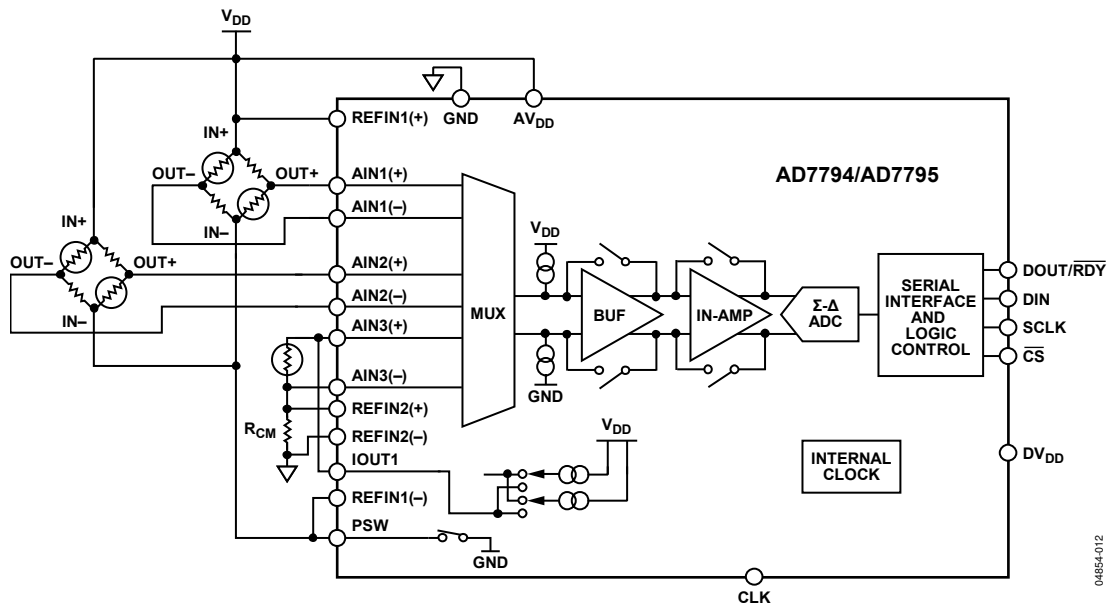 VDD
GND
AVDD
REFIN1(+)
IN+
OUT–
OUT+
IN–
AIN1(+)
AIN1(–)
AD7794/AD7795
IN+
OUT–
OUT+
IN–
AIN2(+)
AIN2(–)
AIN3(+)
AIN3(–)
REFIN2(+)
RCM
REFIN2(–)
IOUT1
REFIN1(–)
PSW
MUX
VDD
GND
BUF
IN-AMP
Σ-Δ
ADC
SERIAL
INTERFACE
AND
LOGIC
CONTROL
DOUT/RDY
DIN
SCLK
CS
VDD
INTERNAL
CLOCK
DVDD
GND
CLK
04854-012